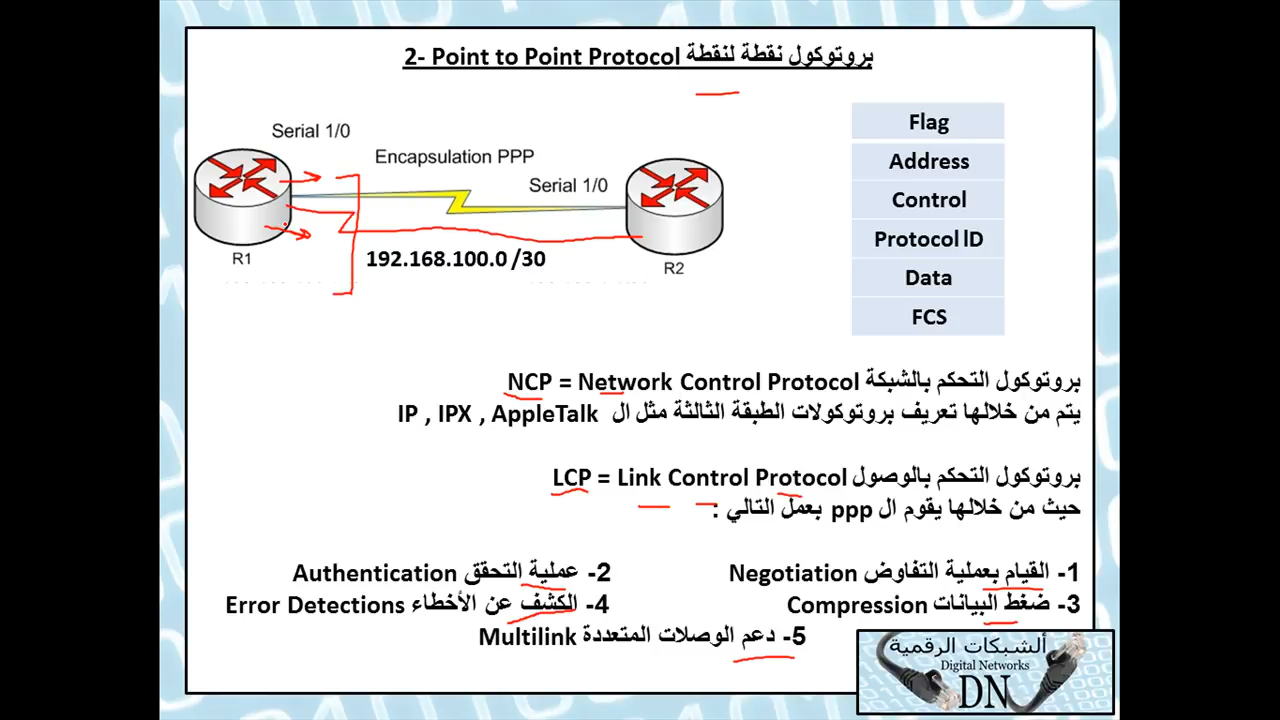 2- Point to Point Protocol بروتوكول نقطة لنقطة
Serial 1/0
Encapsulation PPP
Serial 1/0
R1
192.168.100.0 /30
R2
Flag
Address
Control
Protocol ID
Data
FCS
بروتوكول التحكم بالشبكة NCP = Network Control Protocol
يتم من خلالها تعريف بروتوكولات الطبقة الثالثة مثل ال IP , IPX , AppleTalk
بروتوكول التحكم بالوصول LCP = Link Control Protocol
حيث من خلالها يقوم ال ppp بعمل التالي :
1- القيام بعملية التفاوض Negotiation
2- عملية التحقق Authentication
3- ضغط البيانات Compression
4- الكشف عن الأخطاء Error Detections
5- دعم الوصلات المتعددة Multilink
ألشبكات الرقمية
Digital Networks
DN